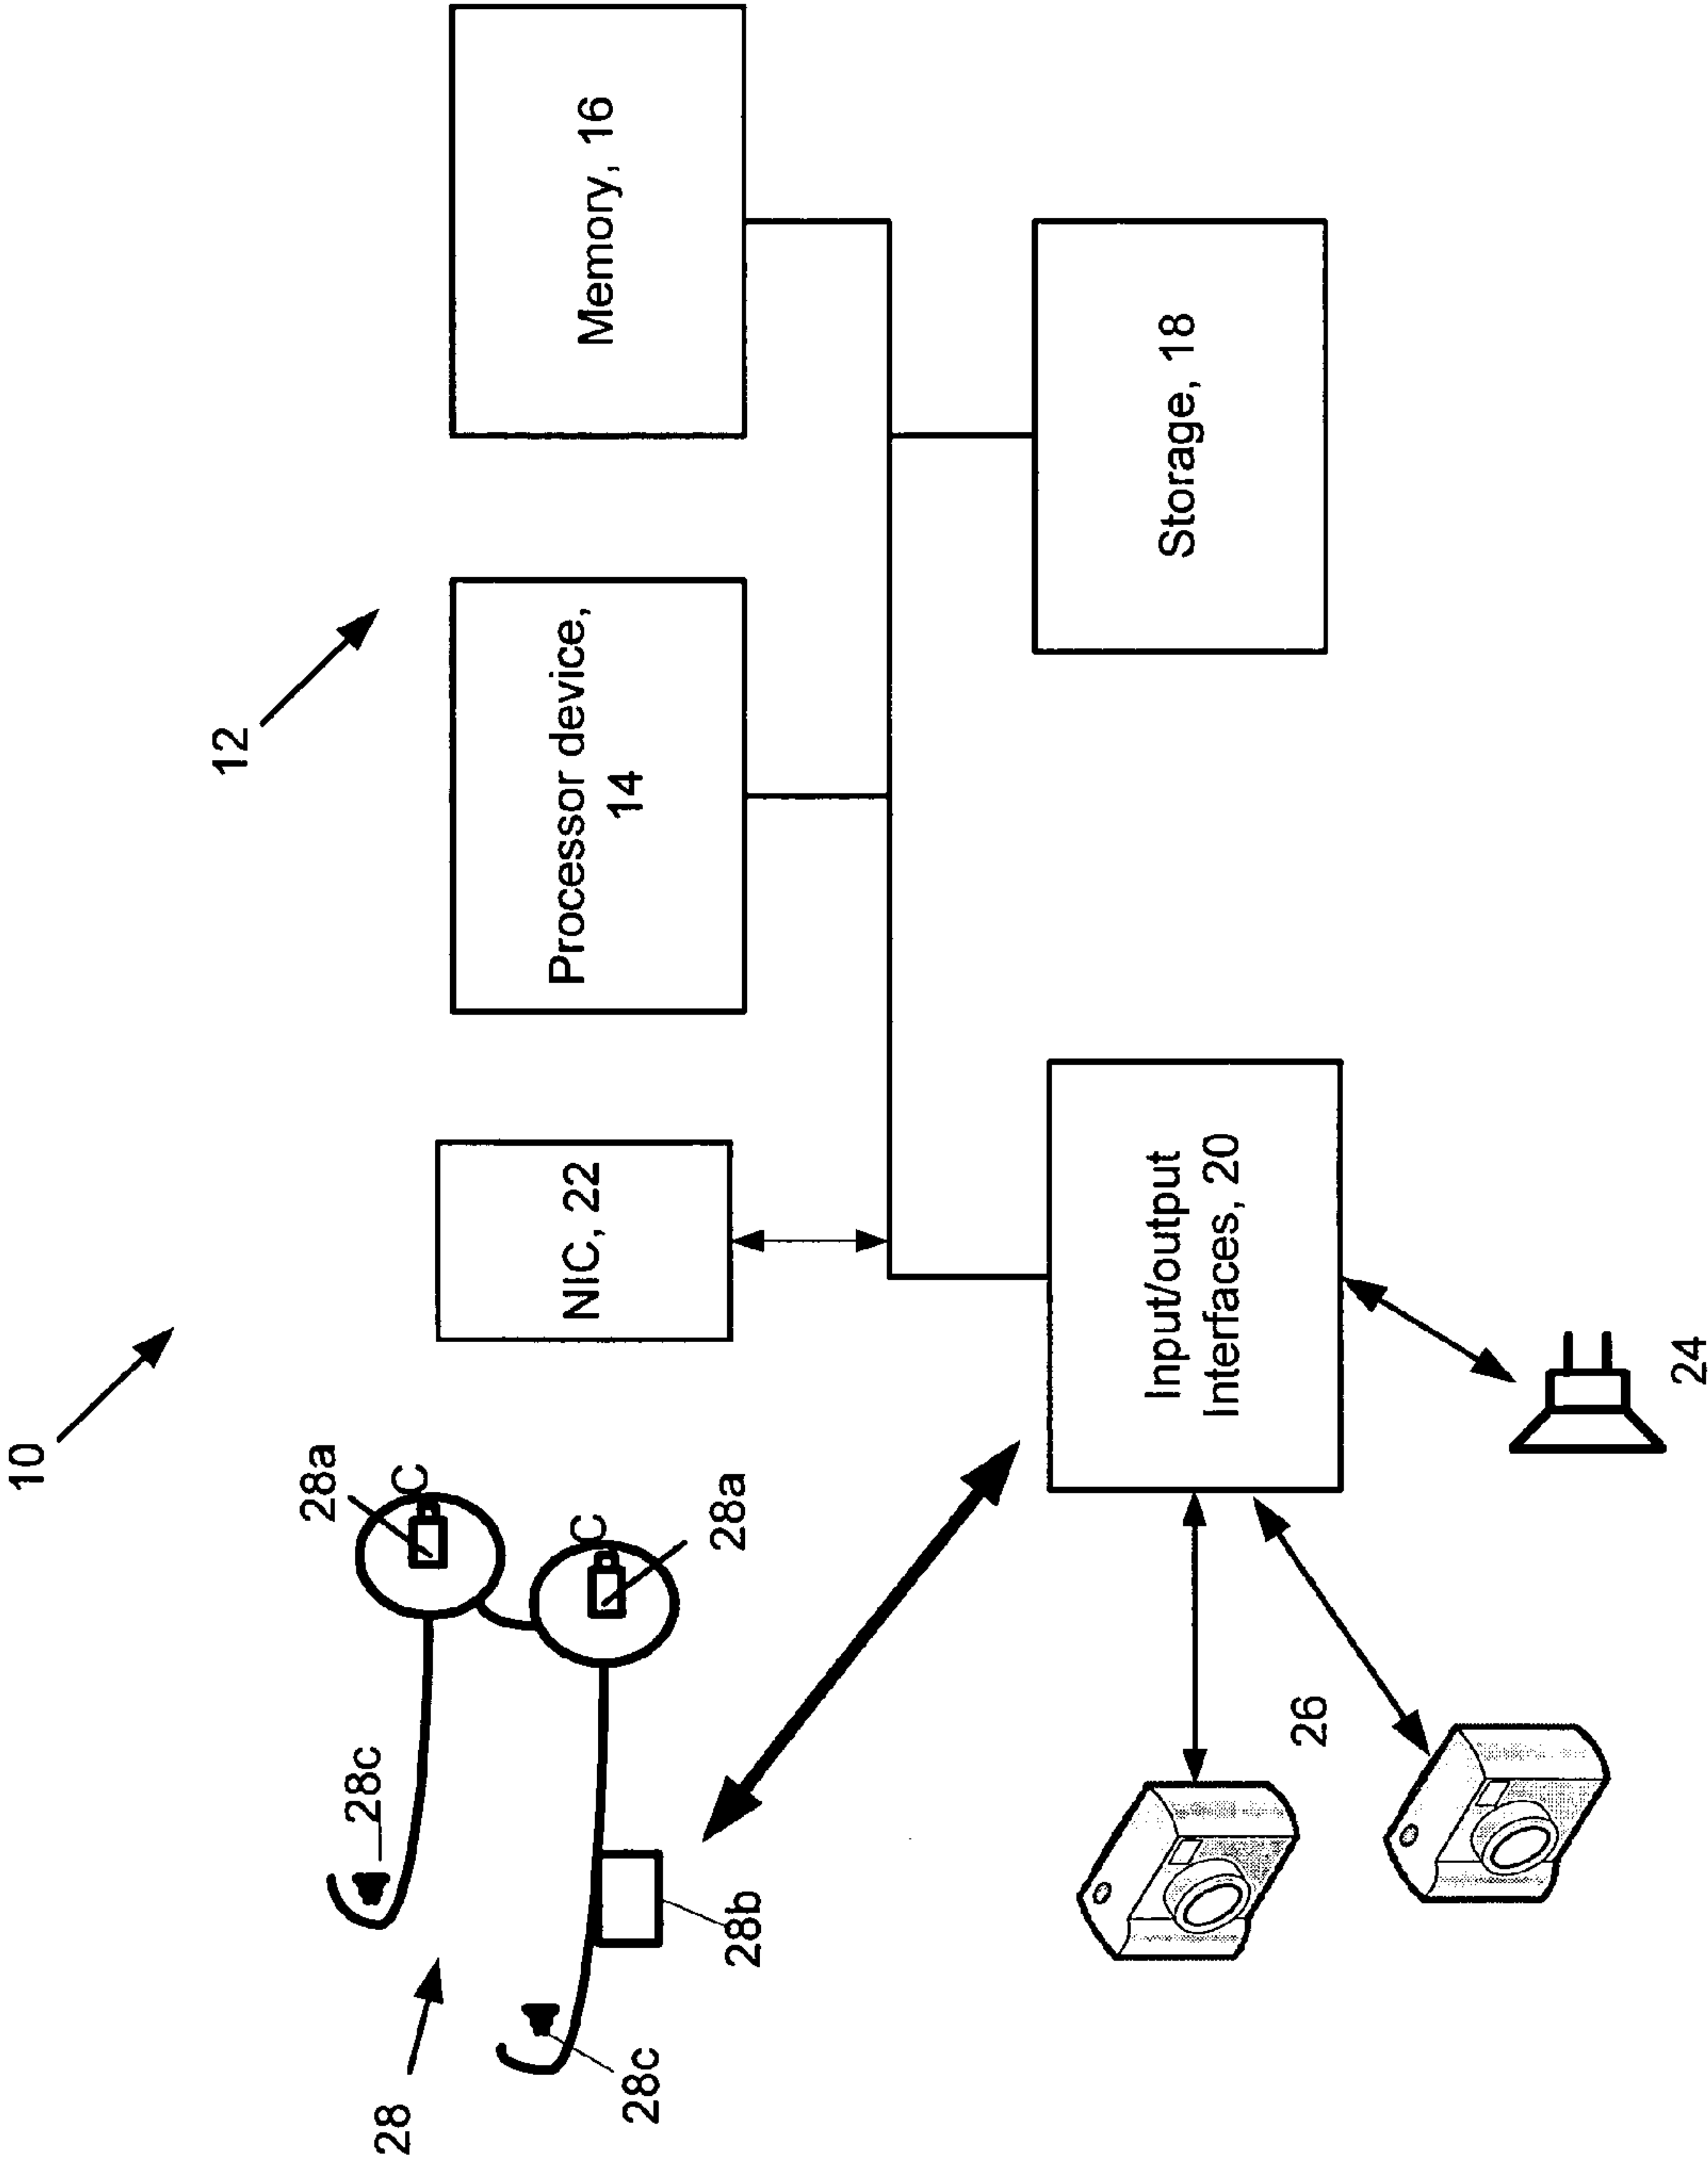 10
12
28a
28c
28
C
C
NIC, 22
Processor device,
14
Memory, 16
28c
28a
28b
Input/output
Interfaces, 20
Storage, 18
26
24